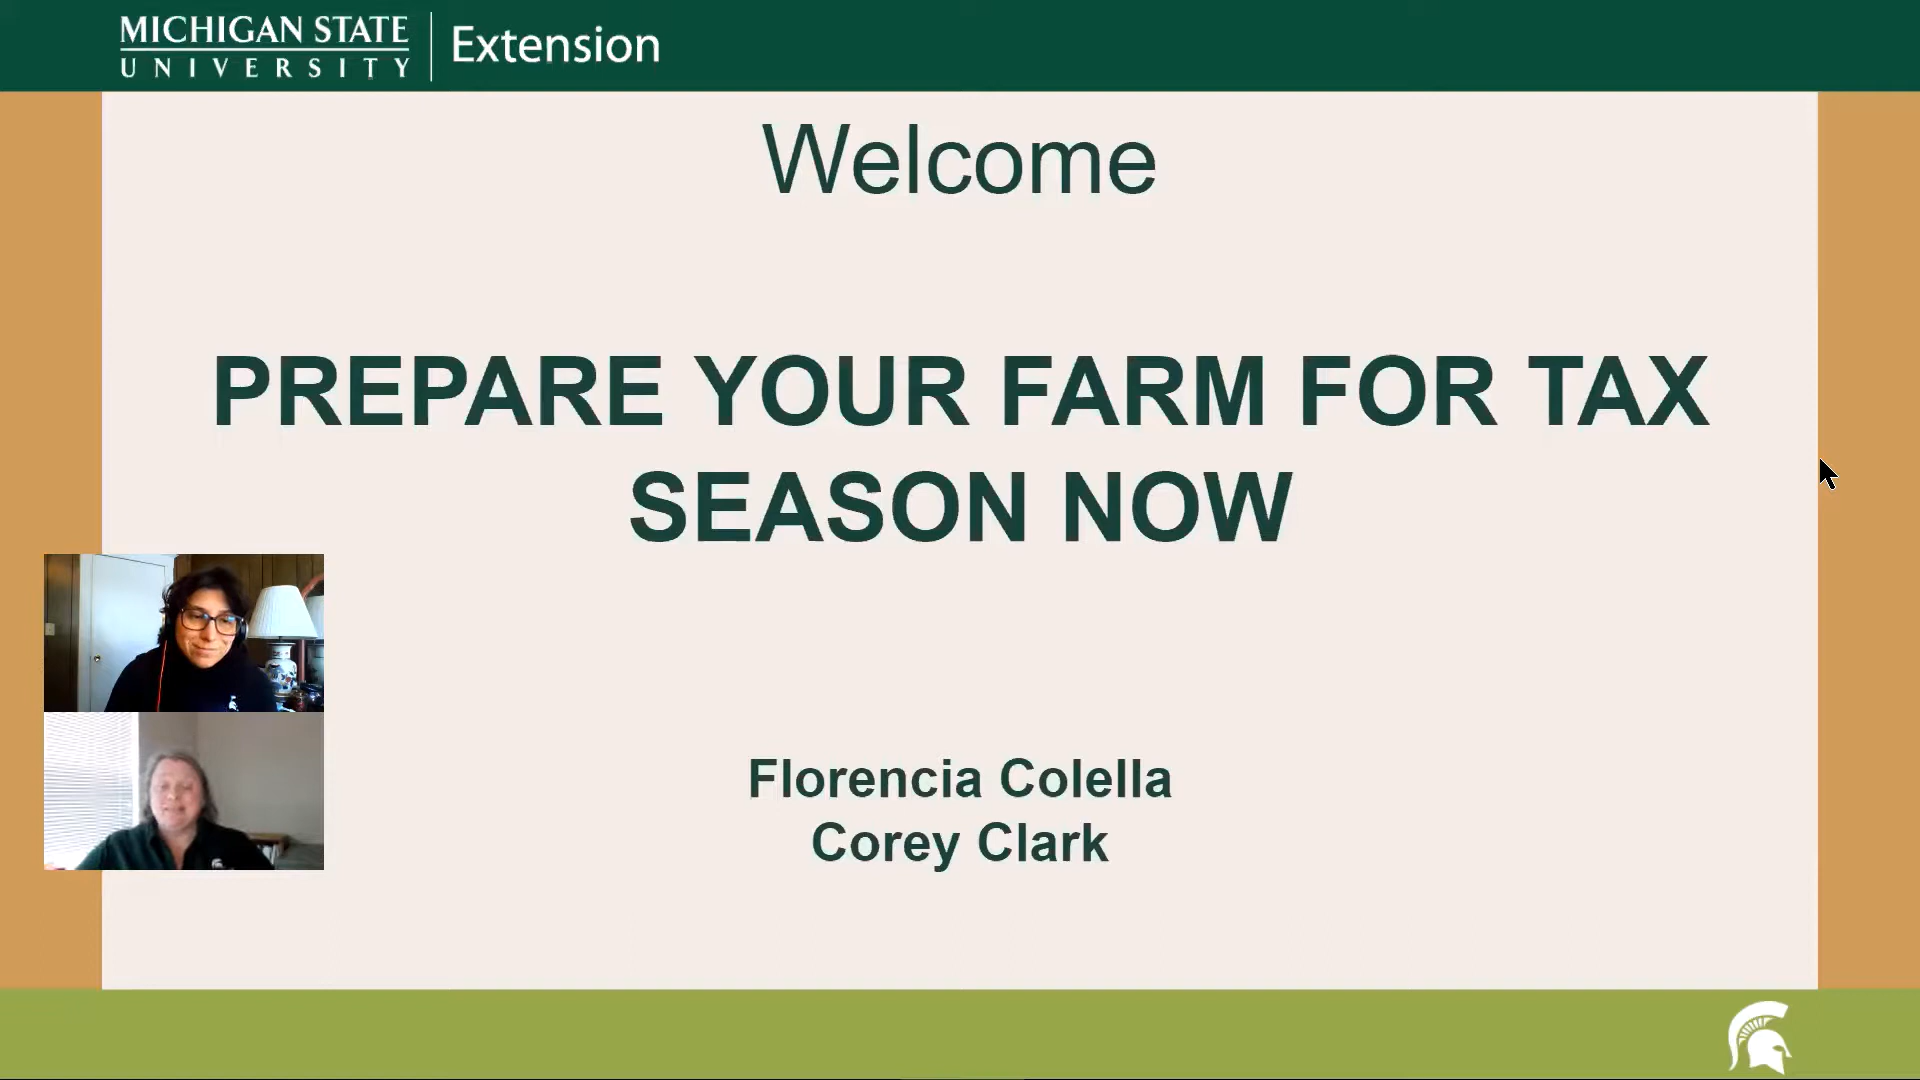 MICHIGAN STATE
UNIVERSITY
Extension
Welcome
PREPARE YOUR FARM FOR TAX
SEASON NOW
Florencia Colella
Corey Clark